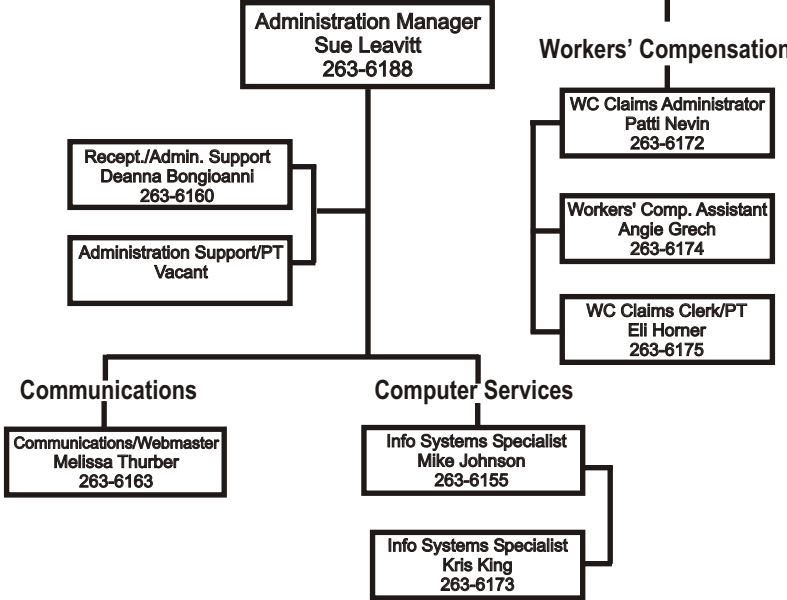 Administration Manager
Sue Leavitt
263-6188
Workers' Compensation
WC Claims Administrator
Patti Nevin
263-6172
Recept./Admin. Support
Deanna Bongioanni
263-6160
Workers' Comp. Assistant
Angie Grech
263-6174
Administration Support/PT
Vacant
WC Claims Clerk/PT
Eli Horner
263-6175
Communications
Computer Services
Communications/Webmaster
Melissa Thurber
263-6163
Info Systems Specialist
Mike Johnson
263-6155
Info Systems Specialist
Kris King
263-6173